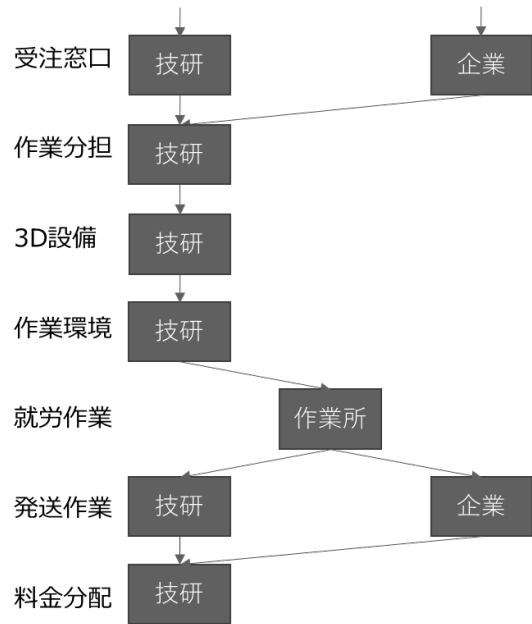 受注窓口 技研 企業
作業分担 技研
3D設備 技研
作業環境 技研
就労作業 作業所
発送作業 技研 企業
料金分配 技研